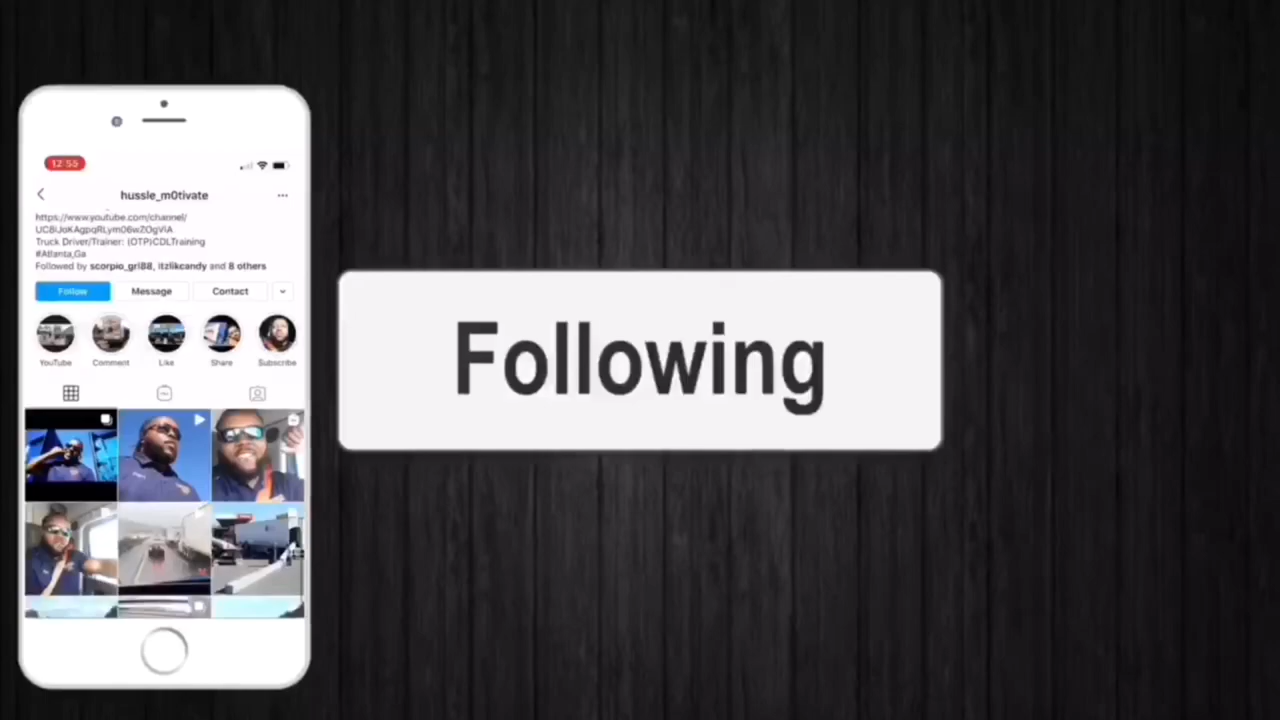 12:55
hussle_m0tivate
https://www.youtube.com/channel/
Truck Driver/Trainer: (OTP)CDLTraining
#Atlanta,Ga
Followed by scorpio_grl88, itzlikcandy and 8 others
Follow
Message
Contact
YouTube
Comment
Like
Share
Subscribe
Following